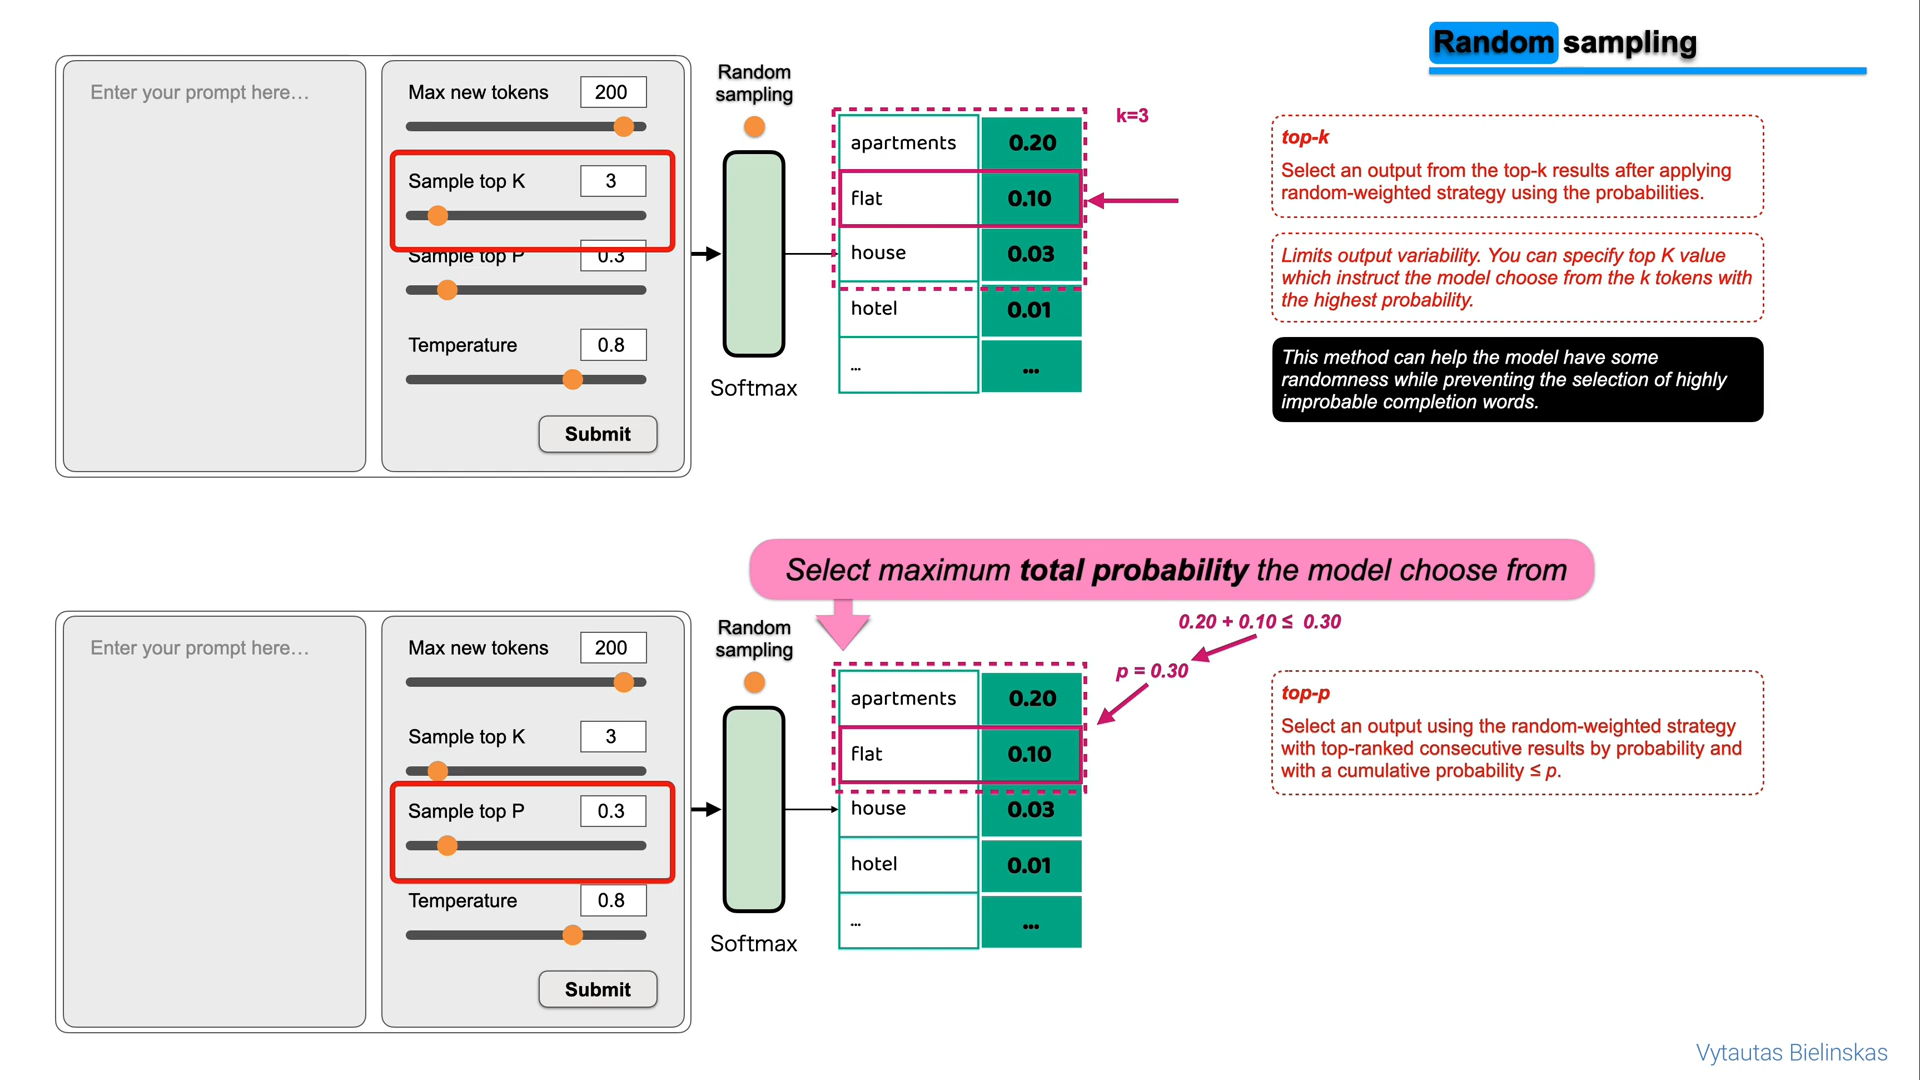 Random sampling
Enter your prompt here...
Max new tokens 200
Sample top K 3
Sample top P 0.3
Temperature 0.8
Submit
Random
sampling
Softmax
apartments 0.20
flat 0.10
house 0.03
hotel 0.01
... ...
k=3
top-k
Select an output from the top-k results after applying
random-weighted strategy using the probabilities.
Limits output variability. You can specify top K value
which instruct the model choose from the k tokens with
the highest probability.
This method can help the model have some
randomness while preventing the selection of highly
improbable completion words.
Select maximum total probability the model choose from
Enter your prompt here...
Max new tokens 200
Sample top K 3
Sample top P 0.3
Temperature 0.8
Submit
Random
sampling
Softmax
apartments 0.20
flat 0.10
house 0.03
hotel 0.01
... ...
0.20 + 0.10 ≤ 0.30
p = 0.30
top-p
Select an output using the random-weighted strategy
with top-ranked consecutive results by probability and
with a cumulative probability ≤ p.
Vytautas Bielinskas